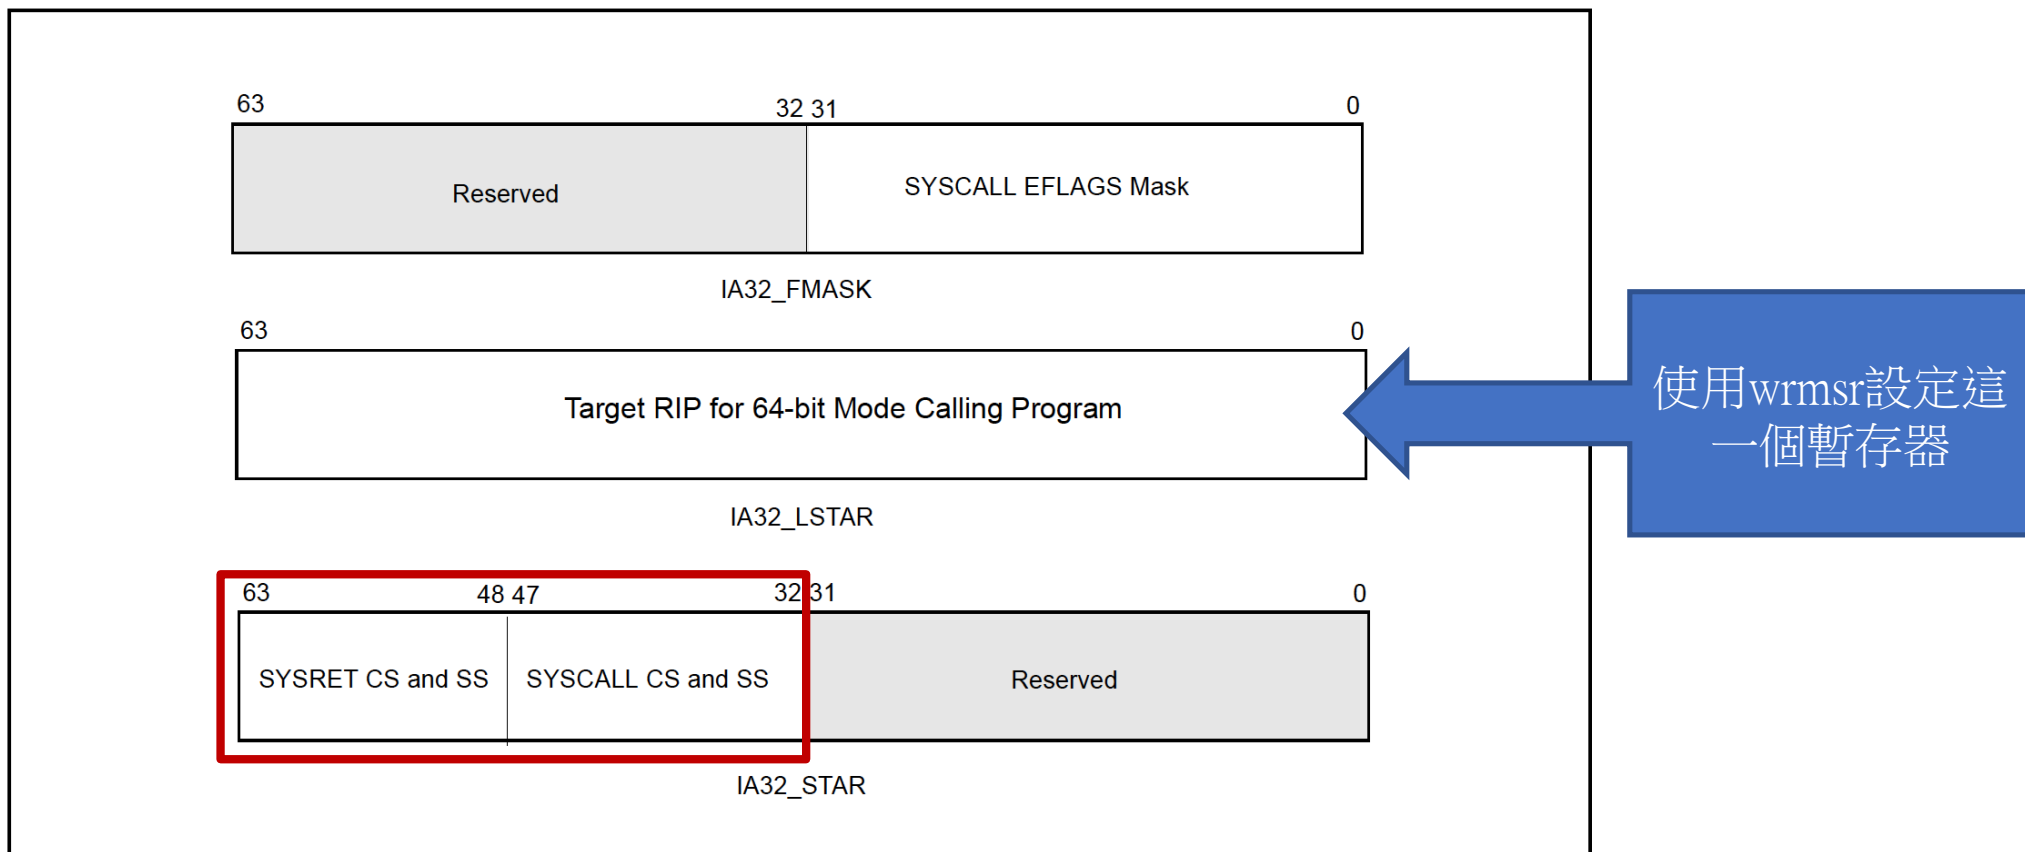 63 32 31 0
Reserved
SYSCALL EFLAGS Mask
IA32_FMASK
63 0
Target RIP for 64-bit Mode Calling Program
IA32_LSTAR
使用wrmsr設定這
一個暫存器
63 48 47 32 31 0
SYSRET CS and SS
SYSCALL CS and SS
Reserved
IA32_STAR